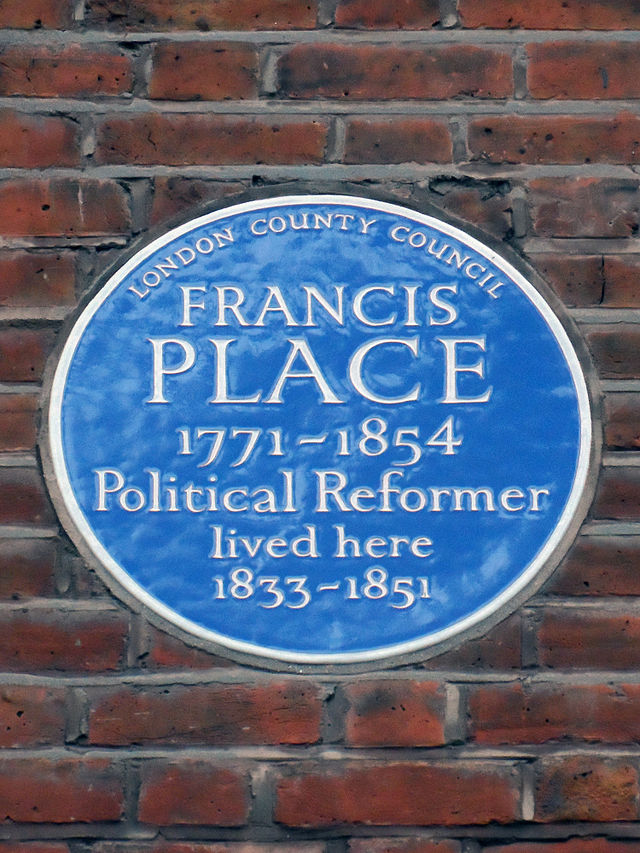 LONDON COUNTY COUNCIL
FRANCIS
PLACE
1771-1854
Political Reformer
lived here
1833-1851